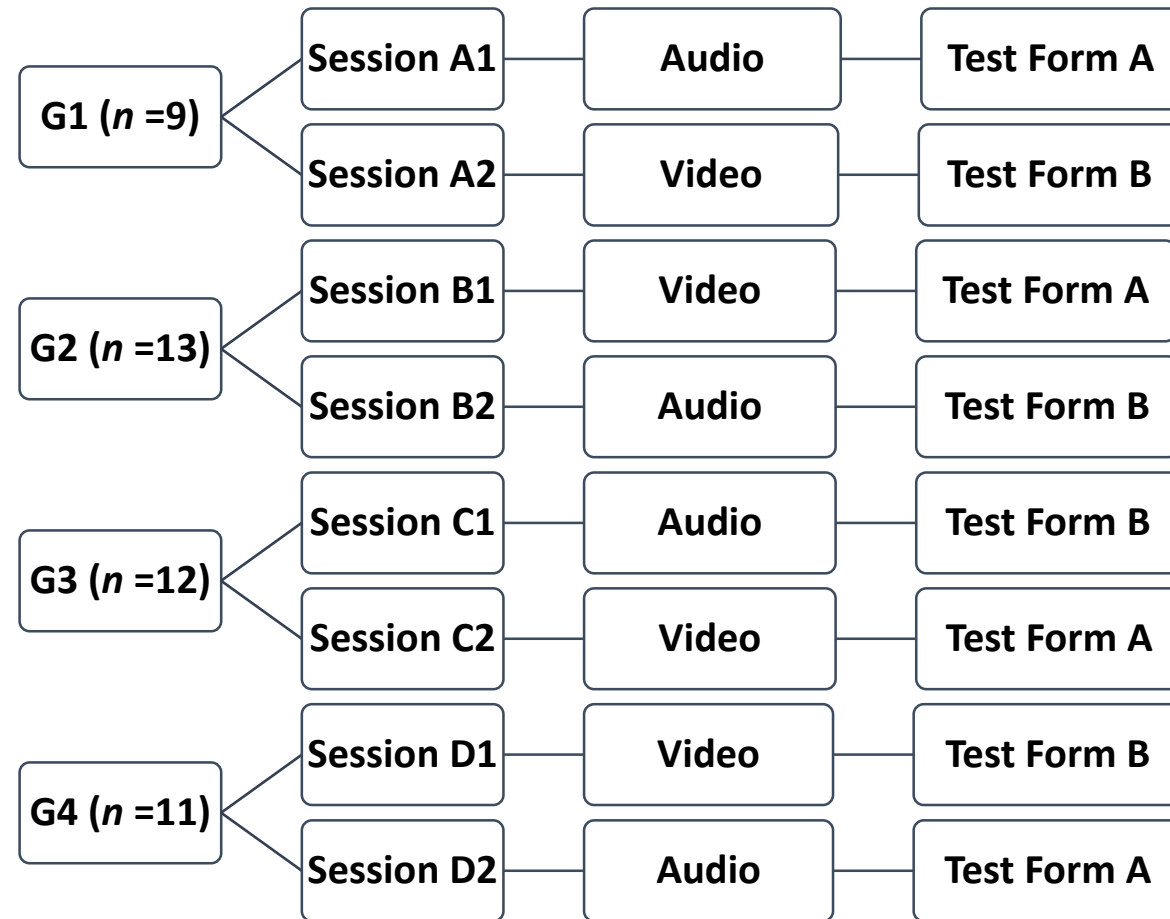 Session A1 Audio Test Form A
G1 (n =9)
Session A2 Video Test Form B
Session B1 Video Test Form A
G2 (n =13)
Session B2 Audio Test Form B
Session C1 Audio Test Form B
G3 (n =12)
Session C2 Video Test Form A
Session D1 Video Test Form B
G4 (n =11)
Session D2 Audio Test Form A